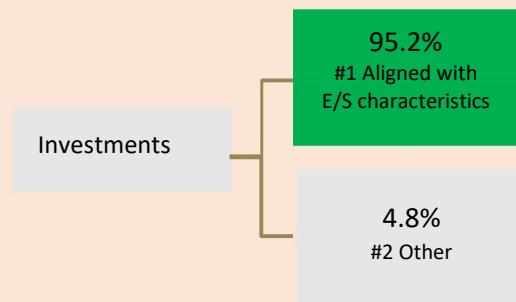 95.2%
#1 Aligned with
E/S characteristics
Investments
4.8%
#2 Other